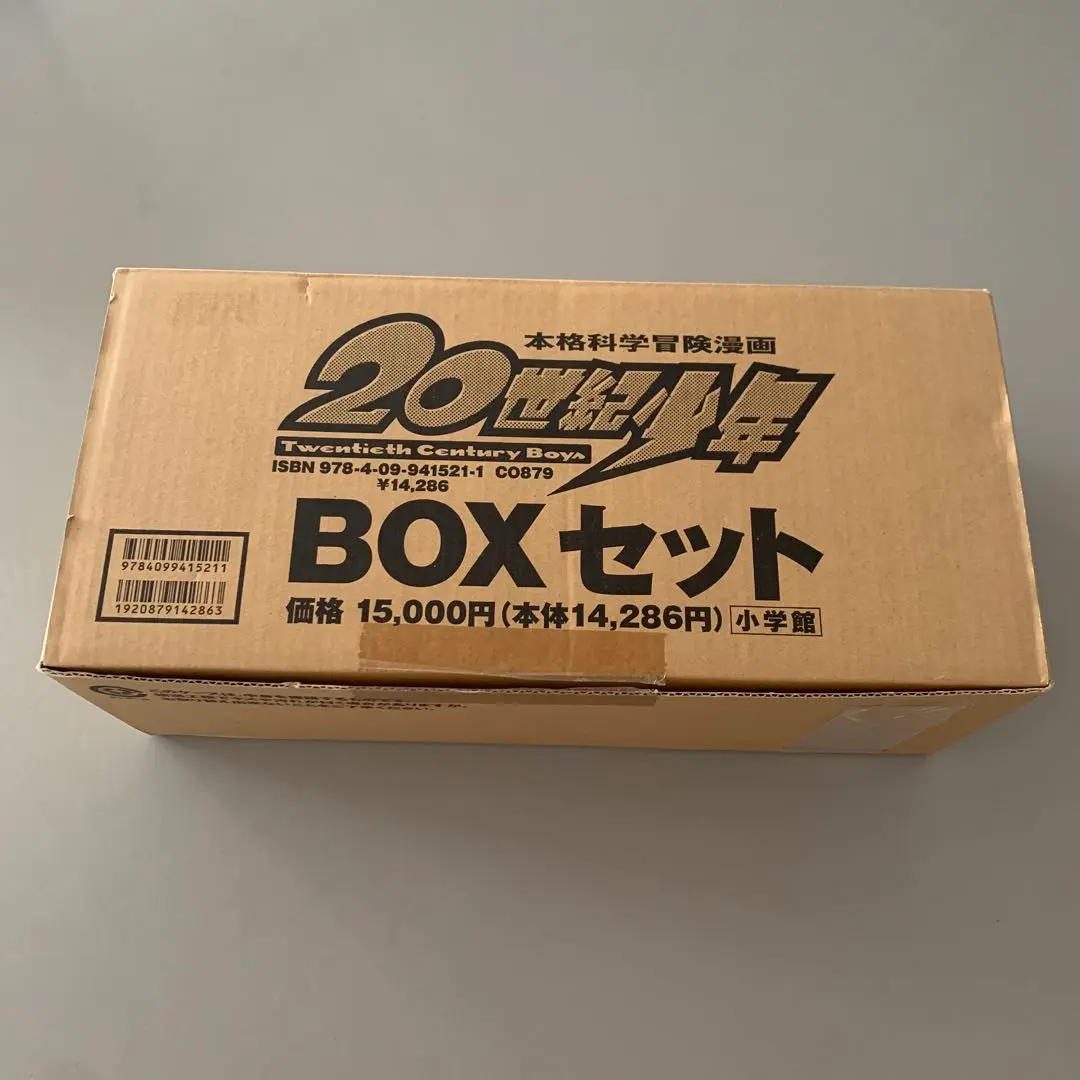 本格科学冒険漫画
20世紀少年
Twentieth Century Boys
ISBN 978-4-09-941521-1 C0879
¥14,286
BOXセット
価格 15,000円(本体14,286円) 小学館
9784099415211
1920879142863